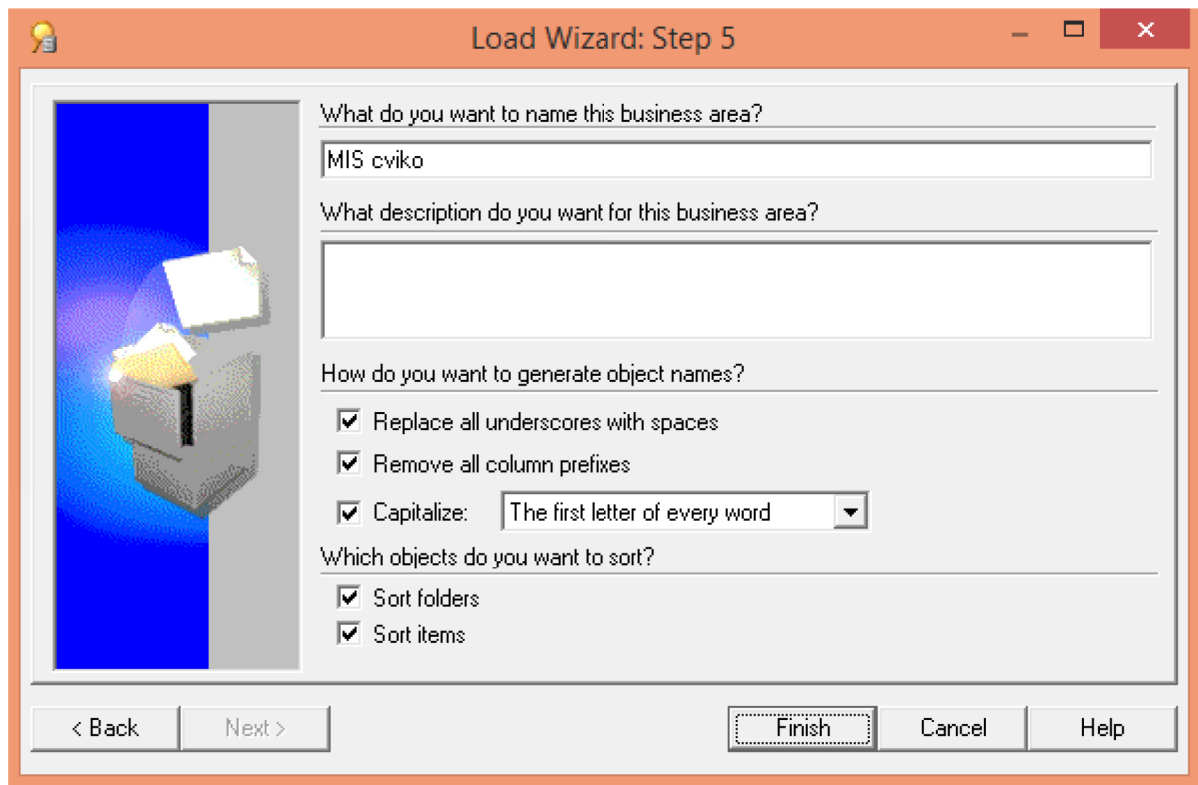 Load Wizard: Step 5
What do you want to name this business area?
MIS cviko
What description do you want for this business area?
How do you want to generate object names?
Replace all underscores with spaces
Remove all column prefixes
Capitalize: The first letter of every word
Which objects do you want to sort?
Sort folders
Sort items
< Back Next > Finish Cancel Help